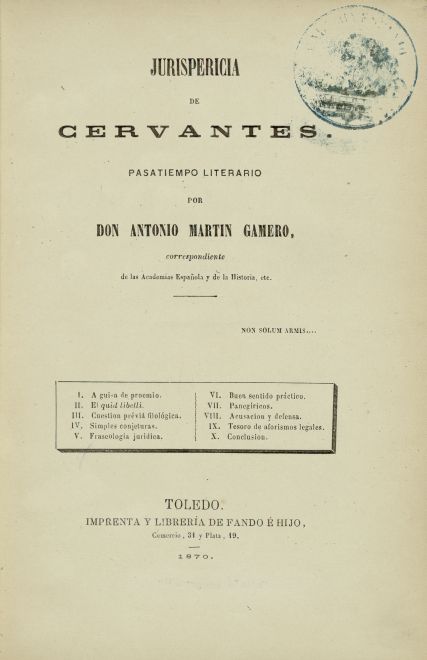 JURISPERICIA
DE
CERVANTES.
PASATIEMPO LITERARIO
POR
DON ANTONIO MARTIN GAMERO,
correspondiente
de las Academias Española y de la Historia, etc.
NON SOLUM ARMIS....
I. A gui-a de proemio.
II. El quid libelli.
III. Cuestion préviá filológica.
IV. Simples conjeturas.
V. Fraseología jurídica.
VI. Buen sentido práctico.
VII. Panegíricos.
VIII. Acusacion y defensa.
IX. Tesoro de aforismos legales.
X. Conclusion.
TOLEDO.
IMPRENTA Y LIBRERÍA DE FANDO É HIJO,
Comercio, 31 y Plata, 19.
1870.